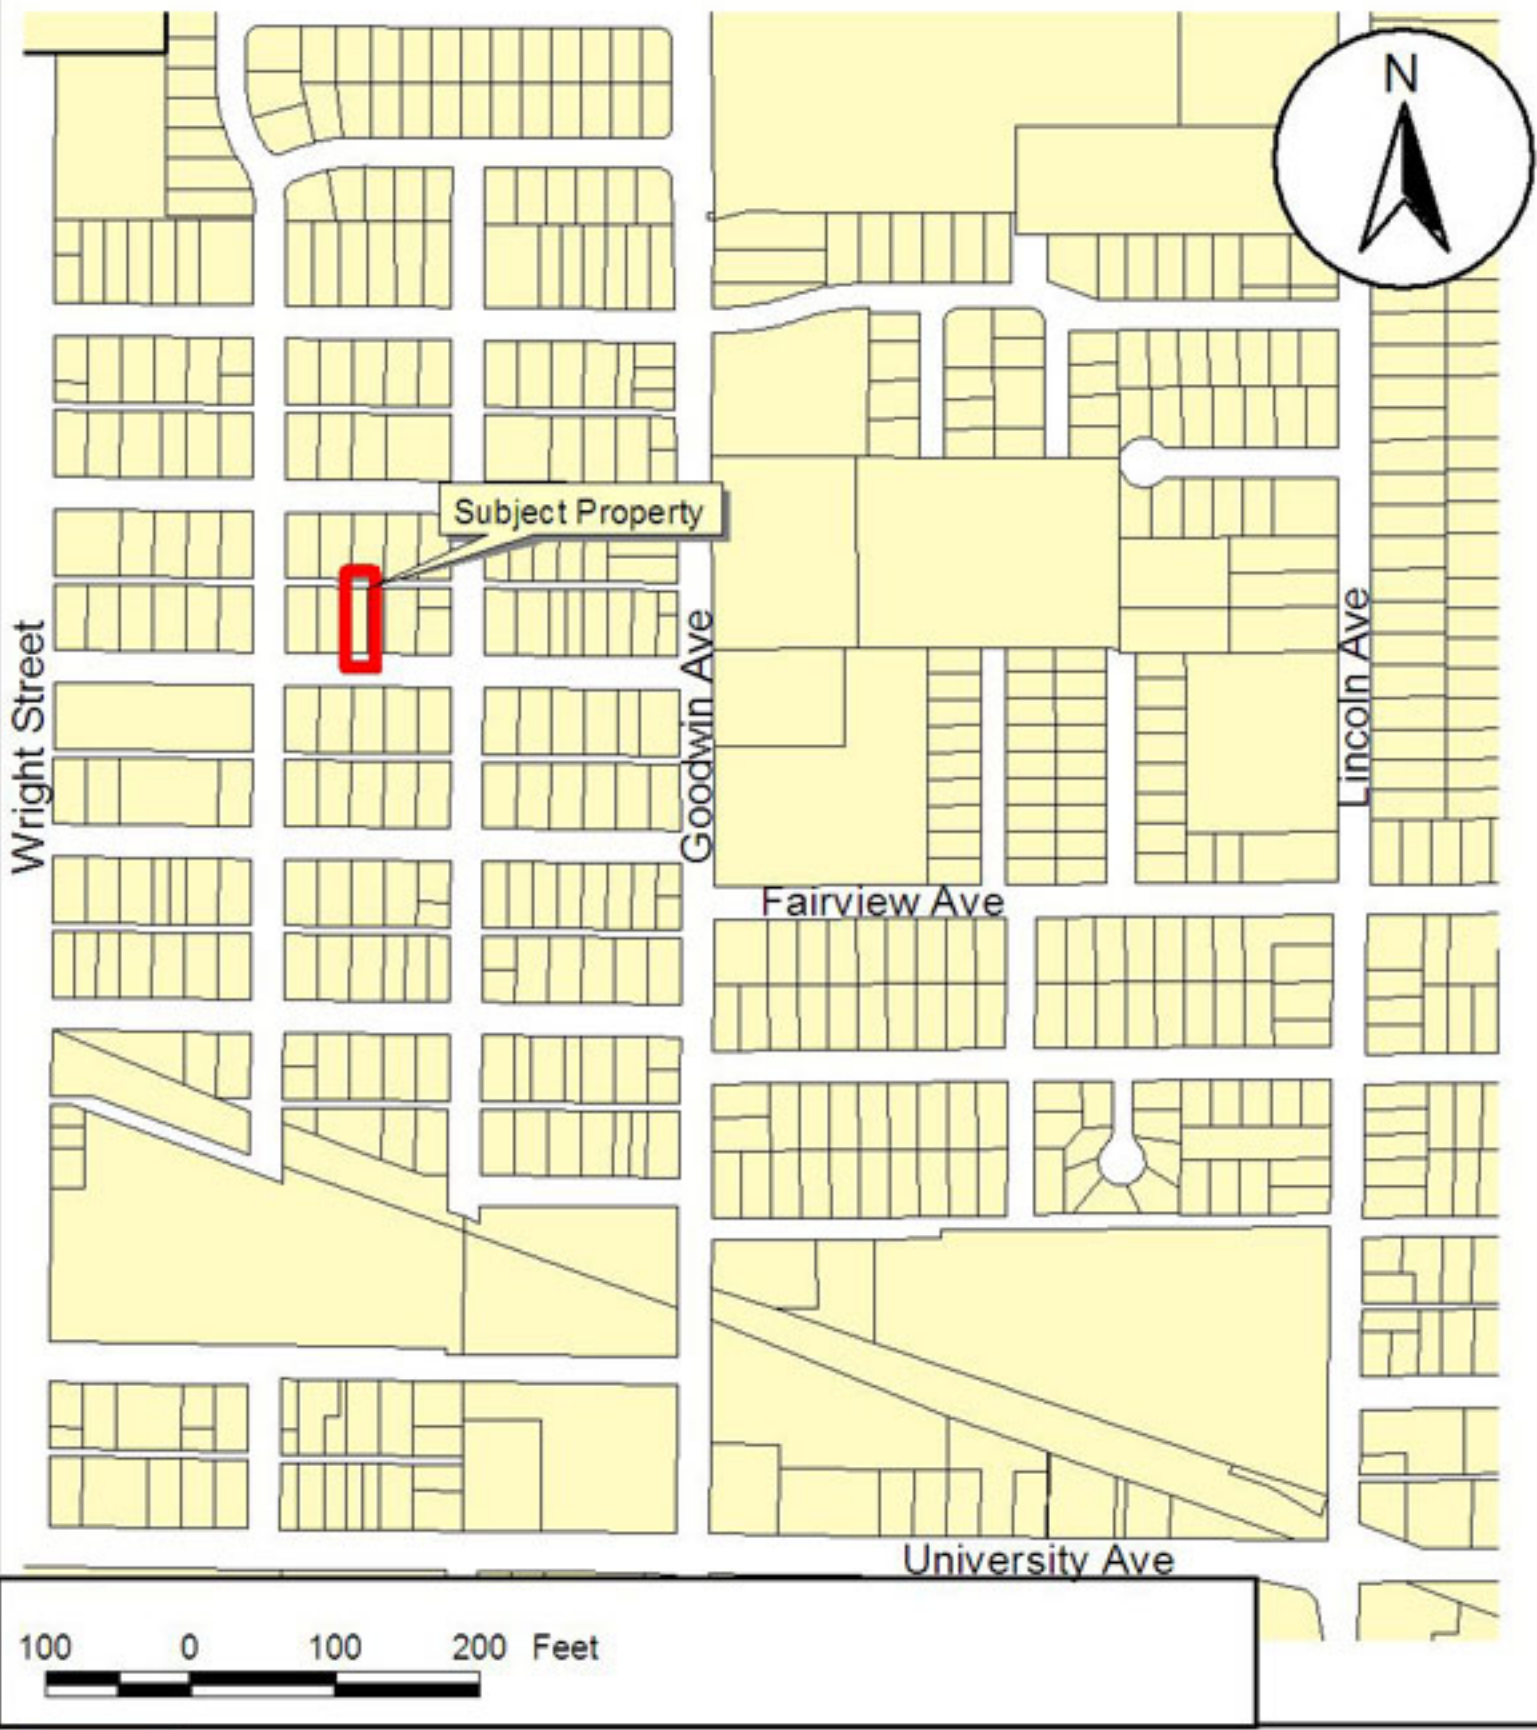 N
Subject Property
Wright Street
Goodwin Ave
Lincoln Ave
Fairview Ave
University Ave
100 0 100 200 Feet